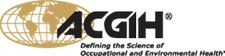 ACGIH®
Defining the Science of
Occupational and Environmental Health®